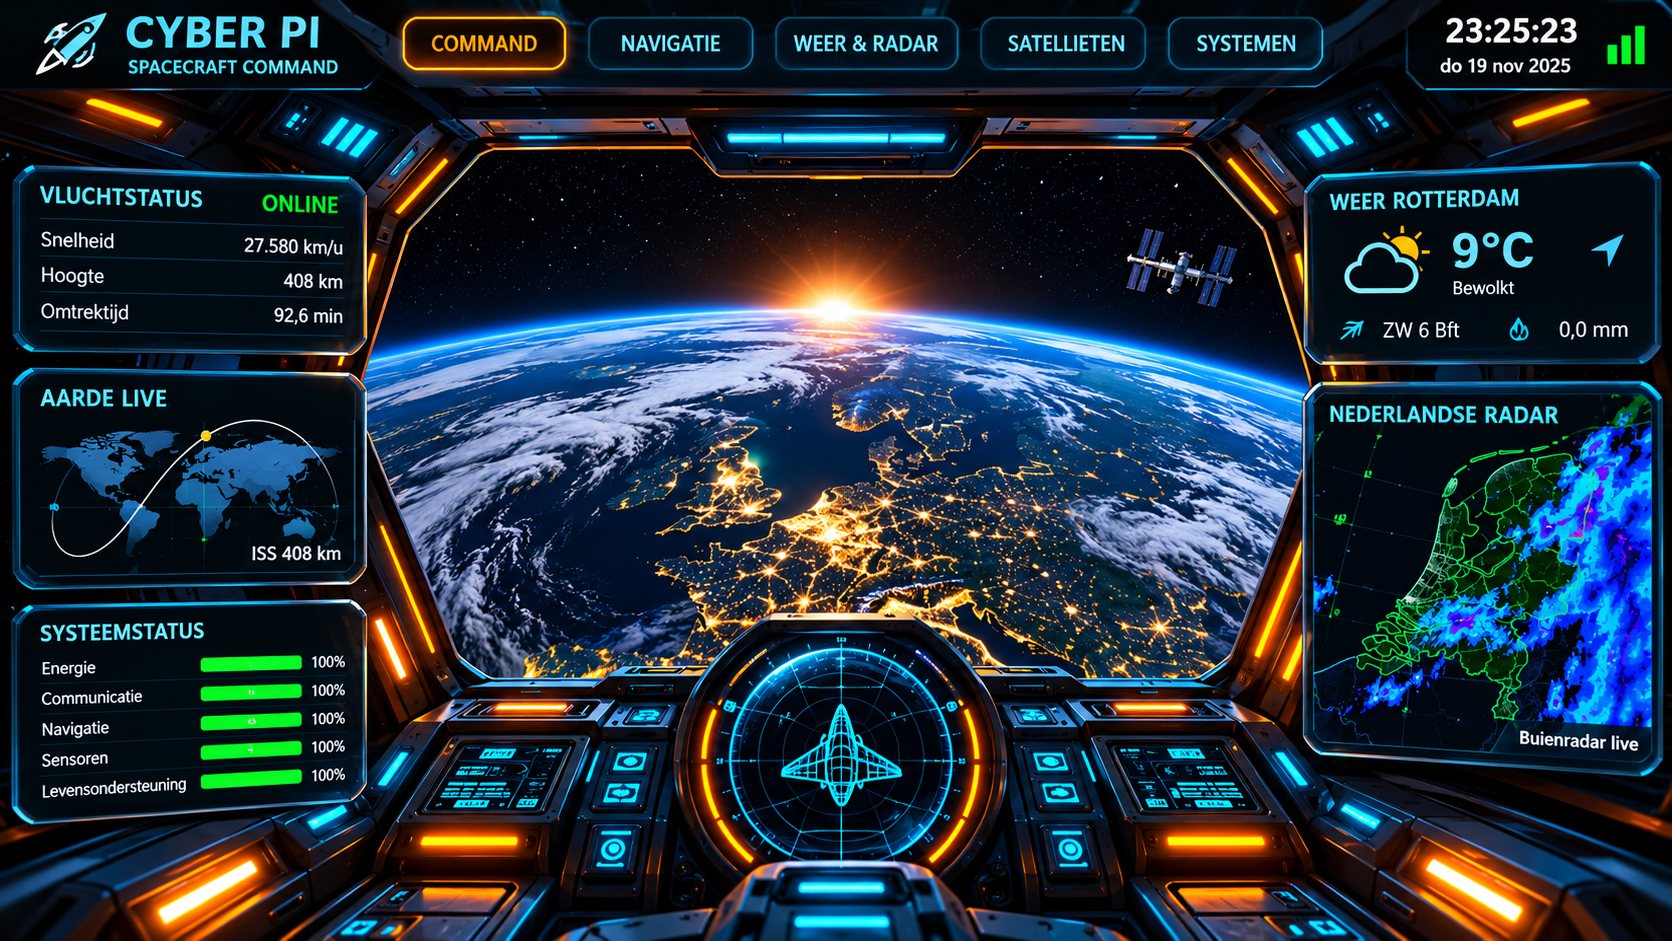 CYBER PI
SPACECRAFT COMMAND
COMMAND
NAVIGATIE
WEER & RADAR
SATELLIETEN
SYSTEMEN
23:25:23
do 19 nov 2025
VLUCHTSTATUS
ONLINE
Snelheid 27.580 km/u
Hoogte 408 km
Omtrektijd 92,6 min
AARDE LIVE
ISS 408 km
SYSTEEMSTATUS
Energie 100%
Communicatie 100%
Navigatie 100%
Sensoren 100%
Levensondersteuning 100%
WEER ROTTERDAM
9°C
Bewolkt
ZW 6 Bft 0,0 mm
NEDERLANDSE RADAR
Buienradar live